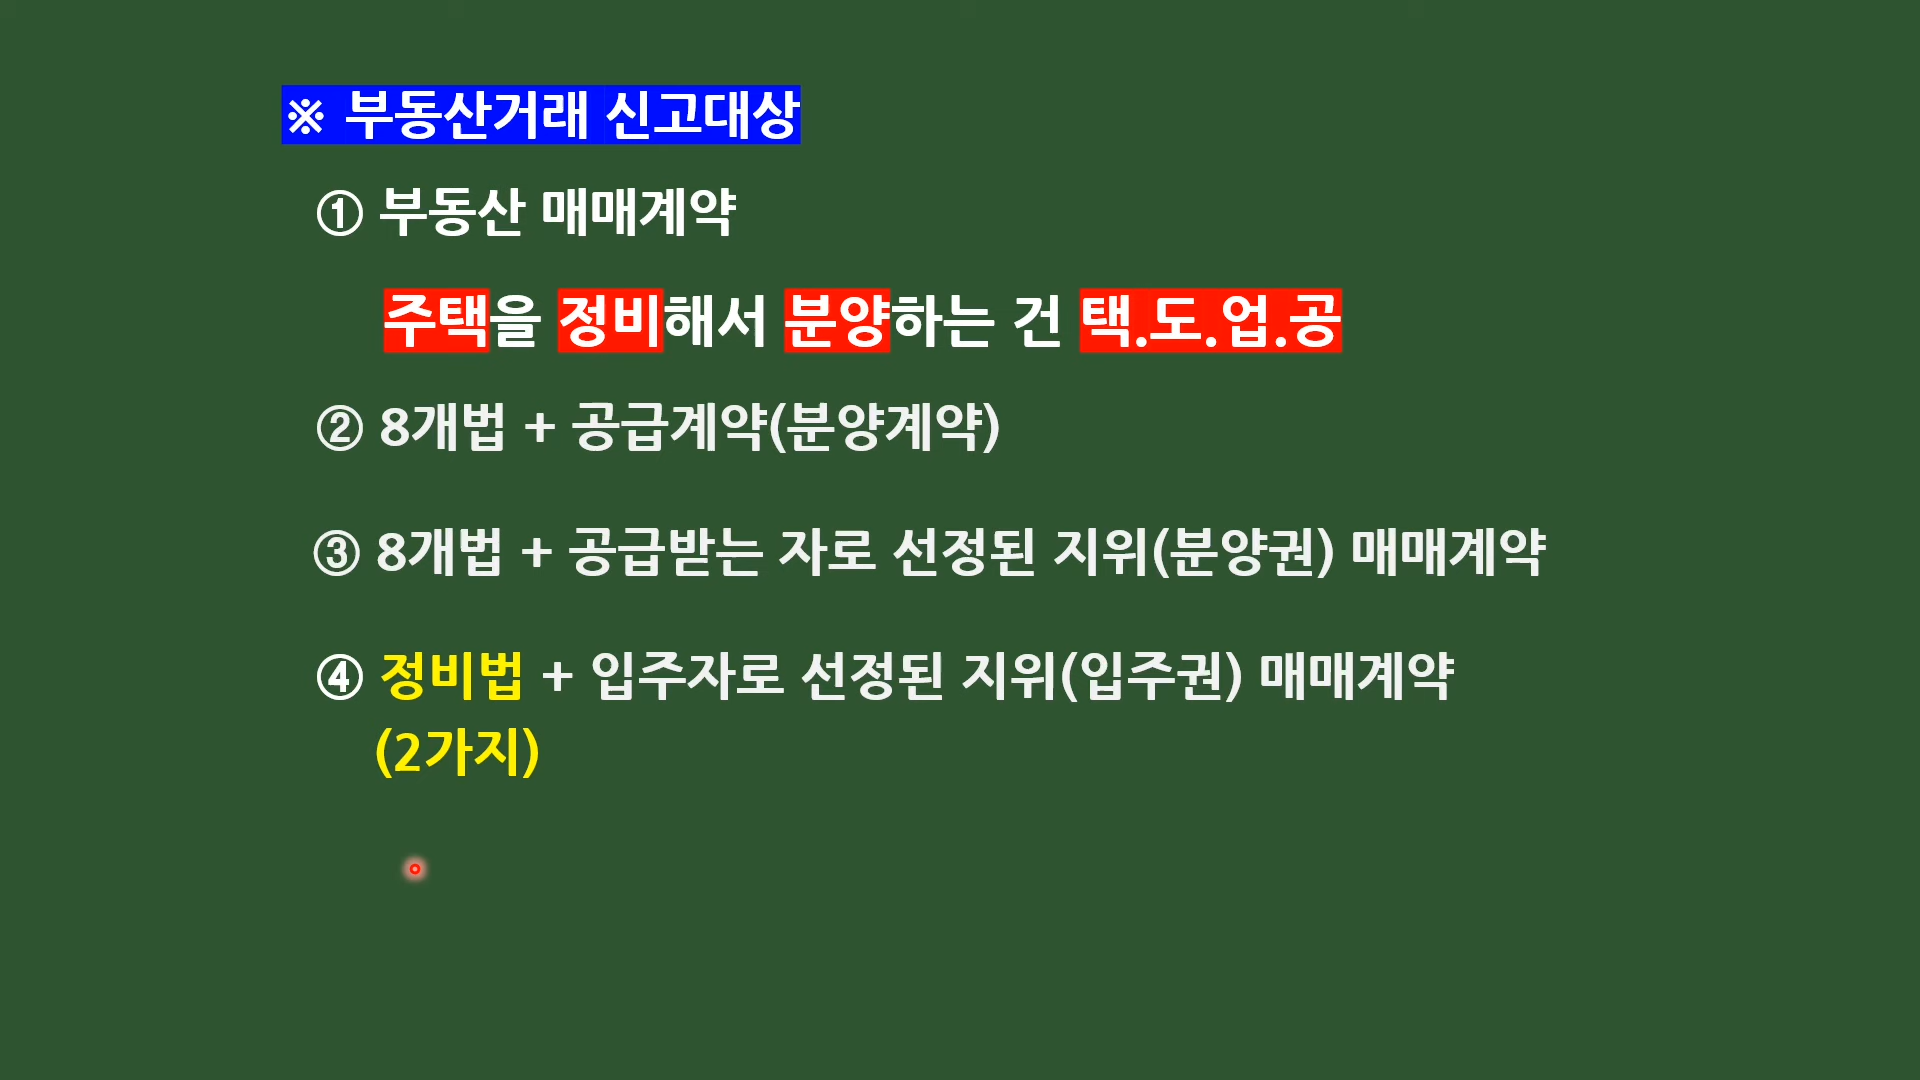 ※ 부동산거래 신고대상
① 부동산 매매계약
주택을 정비해서 분양하는 건 택.도.업.공
② 8개법 + 공급계약(분양계약)
③ 8개법 + 공급받는 자로 선정된 지위(분양권) 매매계약
④ 정비법 + 입주자로 선정된 지위(입주권) 매매계약
(2가지)